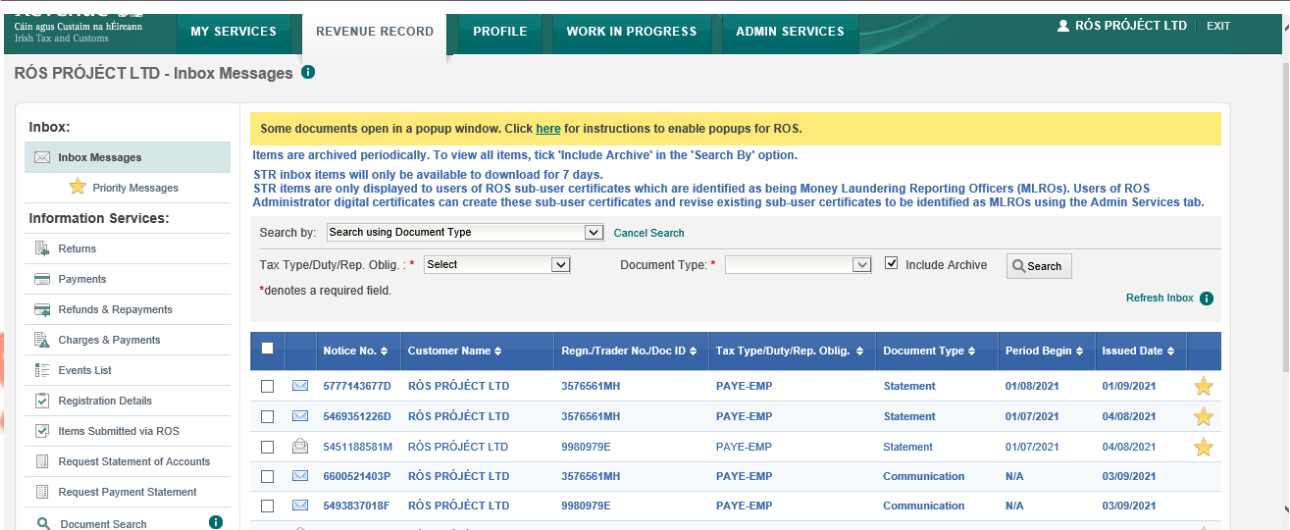 Cáin agus Custaim na hÉireann
Irish Tax and Customs
MY SERVICES
REVENUE RECORD
PROFILE
WORK IN PROGRESS
ADMIN SERVICES
RÓS PRÓJÉCT LTD
EXIT
RÓS PRÓJÉCT LTD - Inbox Messages
Inbox:
Inbox Messages
Priority Messages
Information Services:
Returns
Payments
Refunds & Repayments
Charges & Payments
Events List
Registration Details
Items Submitted via ROS
Request Statement of Accounts
Request Payment Statement
Document Search
Some documents open in a popup window. Click here for instructions to enable popups for ROS.
Items are archived periodically. To view all items, tick 'Include Archive' in the 'Search By' option.
STR inbox items will only be available to download for 7 days.
STR items are only displayed to users of ROS sub-user certificates which are identified as being Money Laundering Reporting Officers (MLROs). Users of ROS
Administrator digital certificates can create these sub-user certificates and revise existing sub-user certificates to be identified as MLROs using the Admin Services tab.
Search by: Search using Document Type Cancel Search
Tax Type/Duty/Rep. Oblig. : * Select Document Type: * Include Archive Search
*denotes a required field.
Refresh Inbox
Notice No. Customer Name Regn./Trader No./Doc ID Tax Type/Duty/Rep. Oblig. Document Type Period Begin Issued Date
5777143677D RÓS PRÓJÉCT LTD 3576561MH PAYE-EMP Statement 01/08/2021 01/09/2021
5469351226D RÓS PRÓJÉCT LTD 3576561MH PAYE-EMP Statement 01/07/2021 04/08/2021
5451188581M RÓS PRÓJÉCT LTD 9980979E PAYE-EMP Statement 01/07/2021 04/08/2021
6600521403P RÓS PRÓJÉCT LTD 3576561MH PAYE-EMP Communication N/A 03/09/2021
5493837018F RÓS PRÓJÉCT LTD 9980979E PAYE-EMP Communication N/A 03/09/2021